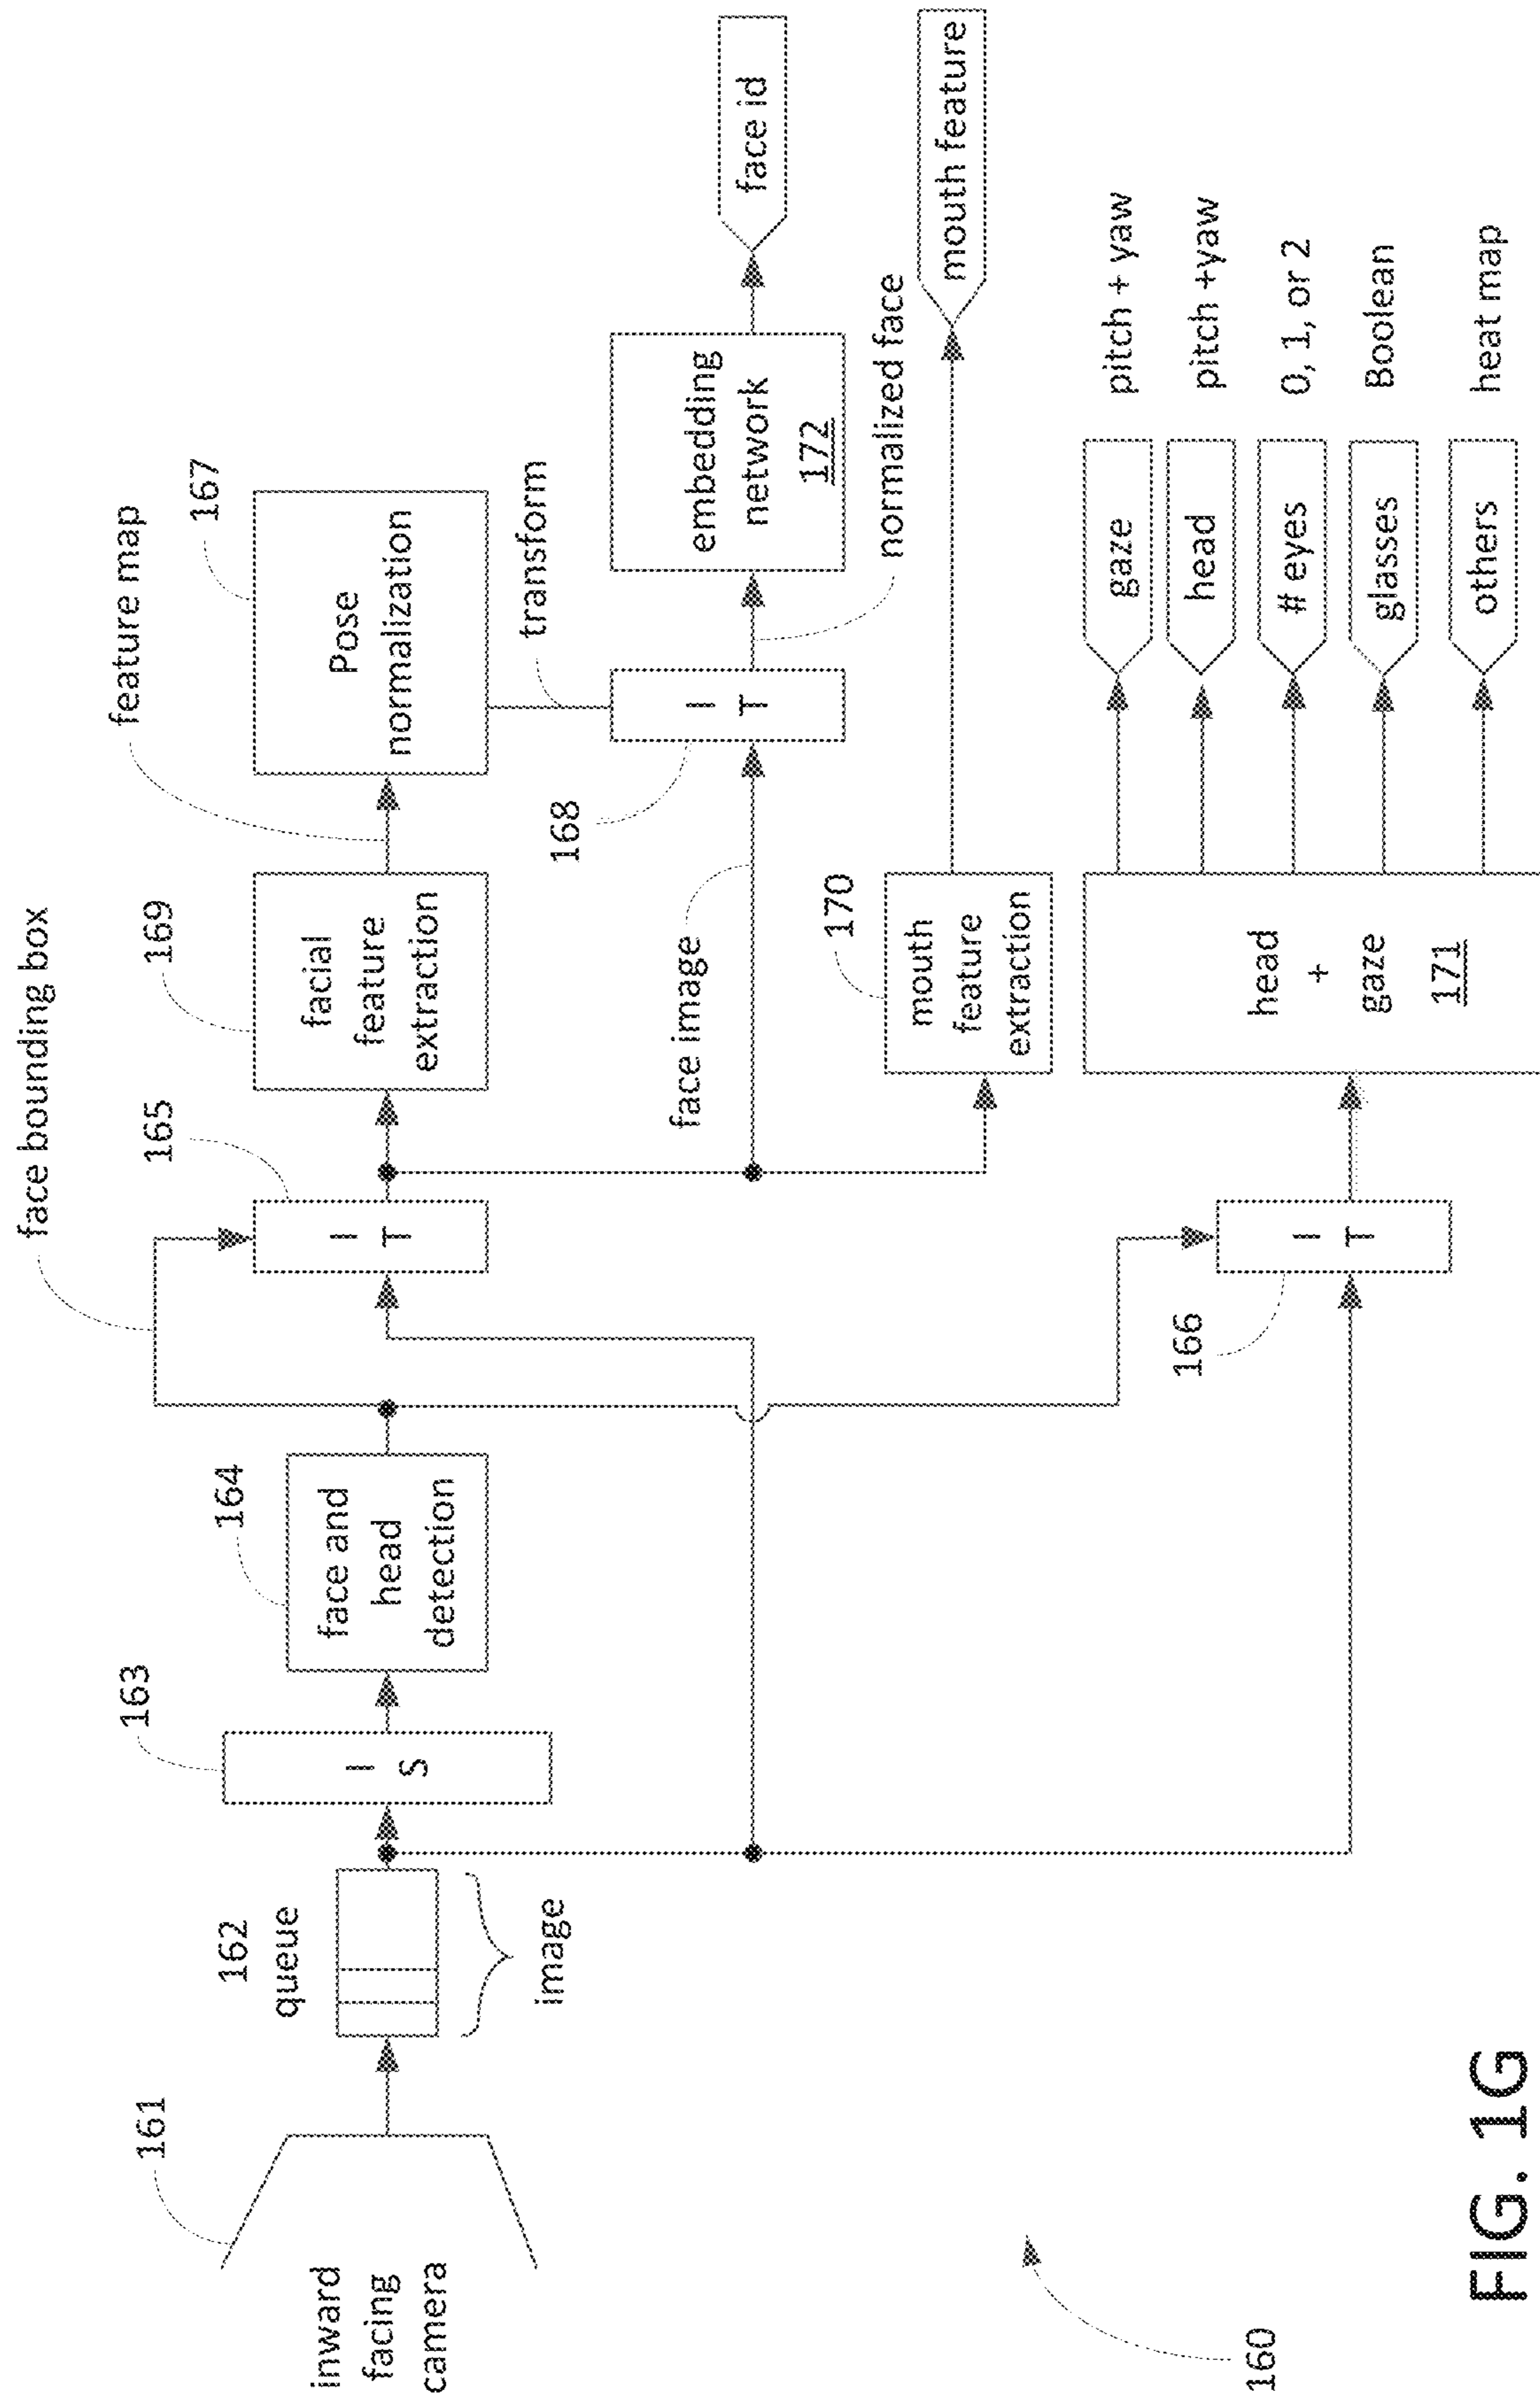 face bounding box
feature map
161
162
queue
163
164
165
169
167
inward
facing
camera
image
I
S
face and
head
detection
I
T
facial
feature
extraction
Pose
normalization
transform
168
face image
I
T
embedding
network
172
face id
normalized face
170
mouth
feature
extraction
mouth feature
166
I
T
head
+
gaze
171
gaze
pitch + yaw
head
pitch +yaw
# eyes
0, 1, or 2
glasses
Boolean
others
heat map
160
FIG. 1G